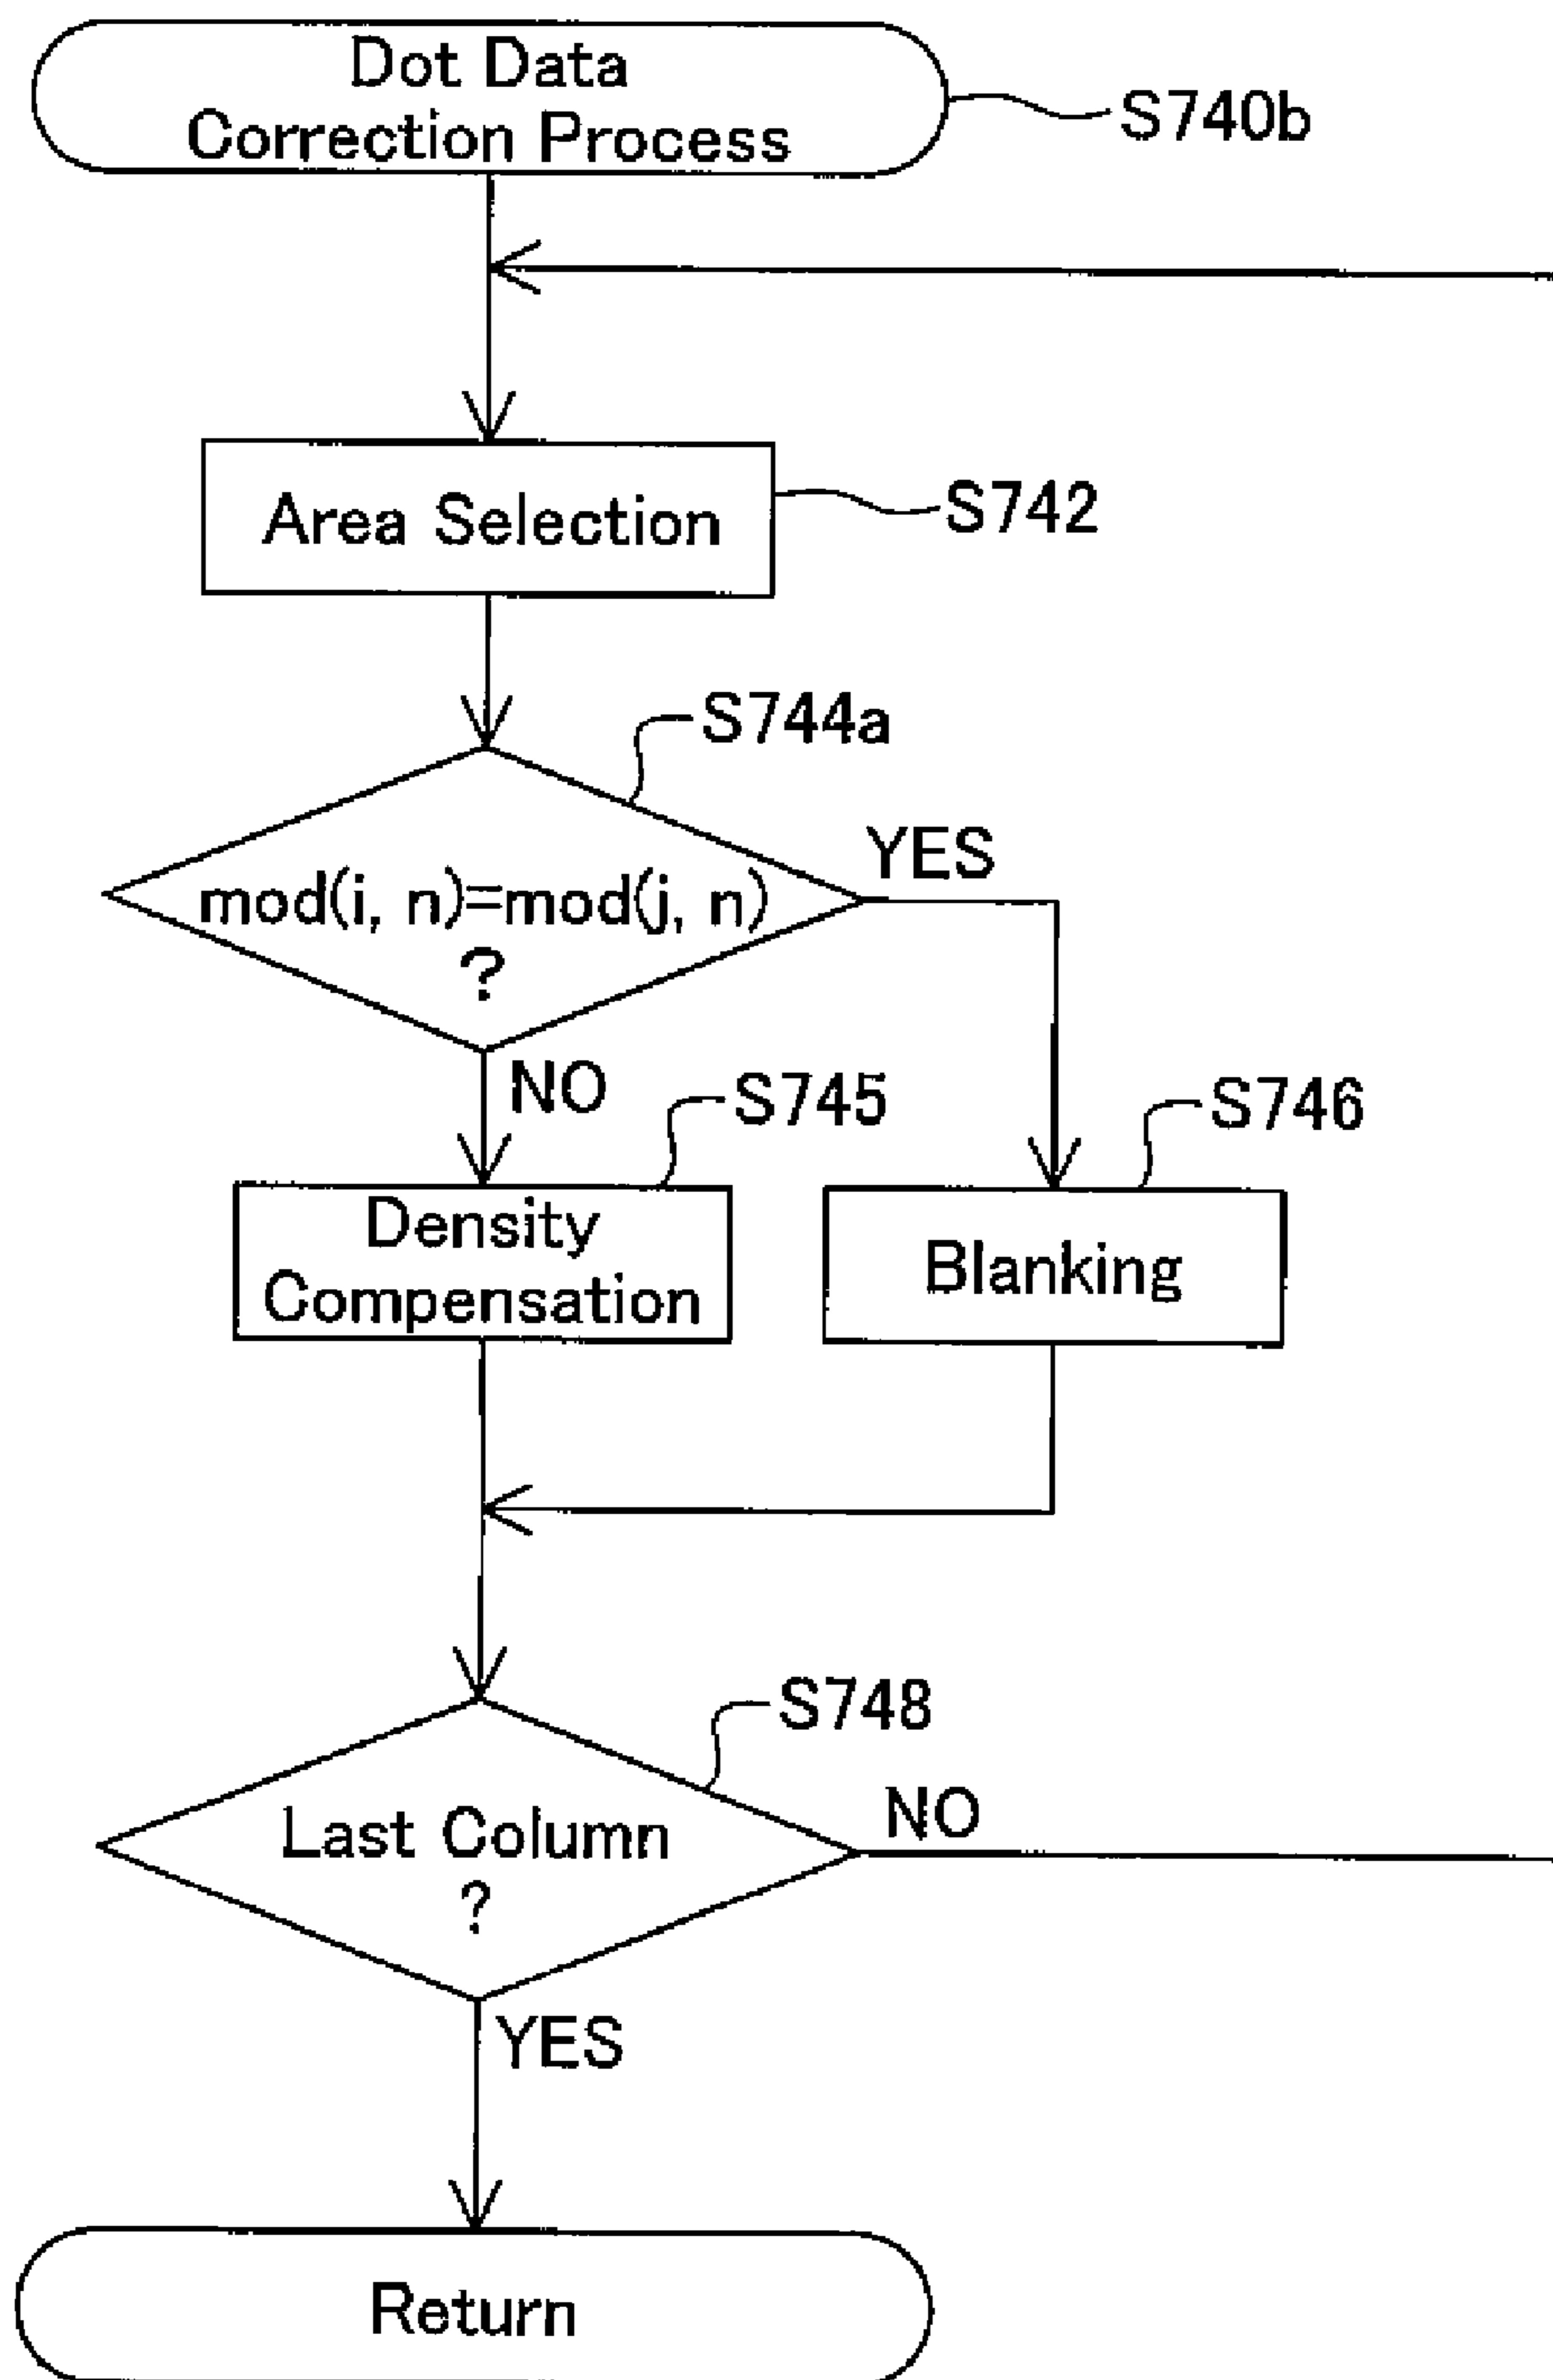 Dot Data
Correction Process
S740b
Area Selection
S742
S744a
mod(i, n)=mod(j, n)
?
YES
NO
S745
S746
Density
Compensation
Blanking
S748
Last Column
?
NO
YES
Return